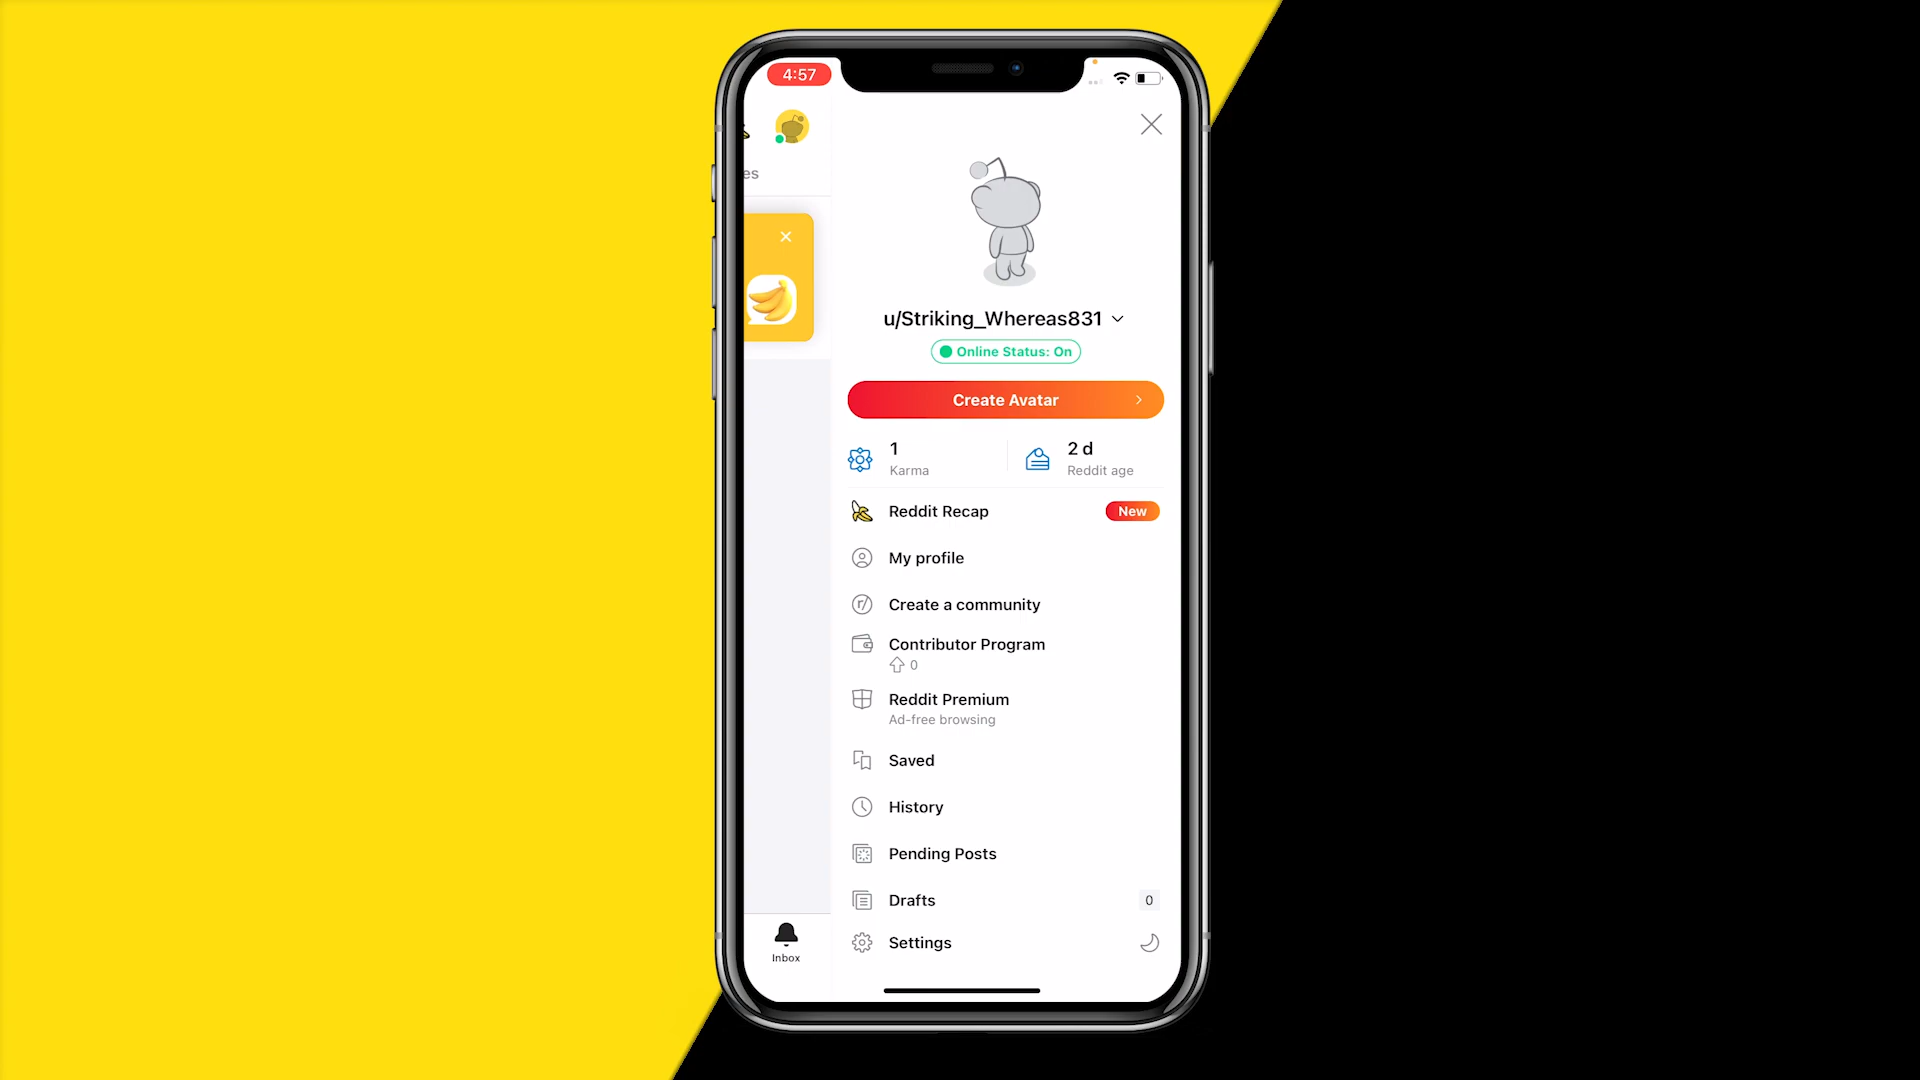 4:57
es
u/Striking_Whereas831
Online Status: On
Create Avatar
1
Karma
2 d
Reddit age
Reddit Recap
New
My profile
r/
Create a community
Contributor Program
0
Reddit Premium
Ad-free browsing
Saved
History
Pending Posts
Drafts
0
Settings
Inbox